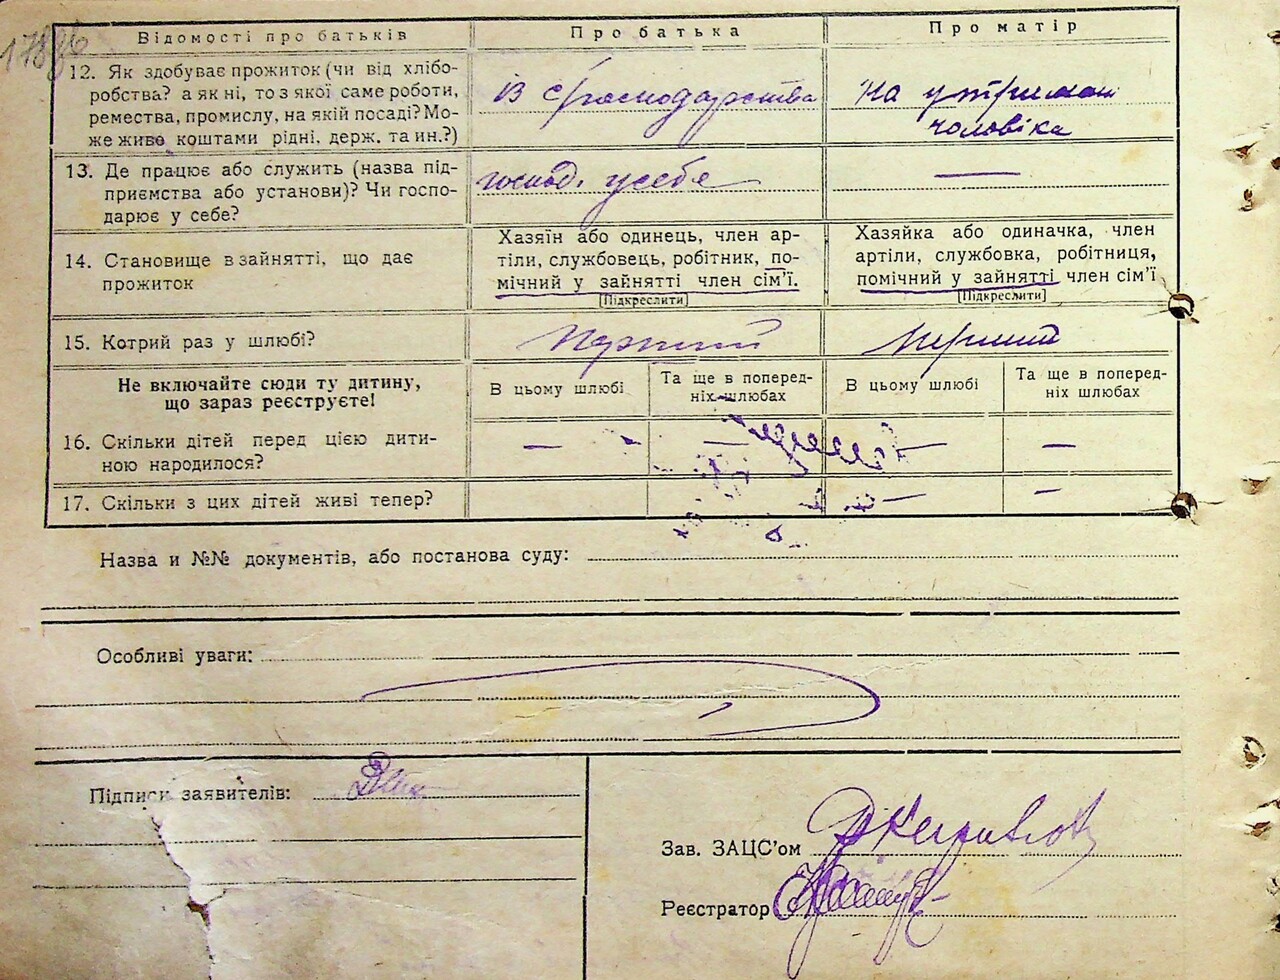 Відомості про батьків
Про батька
Про матір
12. Як здобуває прожиток (чи від хлібо-
робства? а як ні, то з якої саме роботи,
ремества, промислу, на якій посаді? Мо-
же живе коштами рідні, держ. та ин.?)
із господарства
на утриман
чоловіка
13. Де працює або служить (назва під-
приємства або установи)? Чи госпо-
дарює у себе?
господ. у себе
—
14. Становище в зайнятті, що дає
прожиток
Хазяїн або одинець, член ар-
тіли, службовець, робітник, по-
мічний у зайнятті член сім'ї.
[Підкреслити]
Хазяйка або одиначка, член
артіли, службовка, робітниця,
помічний у зайнятті член сім'ї
[Підкреслити]
15. Котрий раз у шлюбі?
перший
перший
Не включайте сюди ту дитину,
що зараз реєструєте!
В цьому шлюбі
Та ще в поперед-
ніх шлюбах
В цьому шлюбі
Та ще в поперед-
ніх шлюбах
16. Скільки дітей перед цією дити-
ною народилося?
— — — —
17. Скільки з цих дітей живі тепер?
— —
Назва и №№ документів, або постанова суду:
Особливі уваги:
Підписи заявителів:
Зав. ЗАЦС'ом
Реєстратор